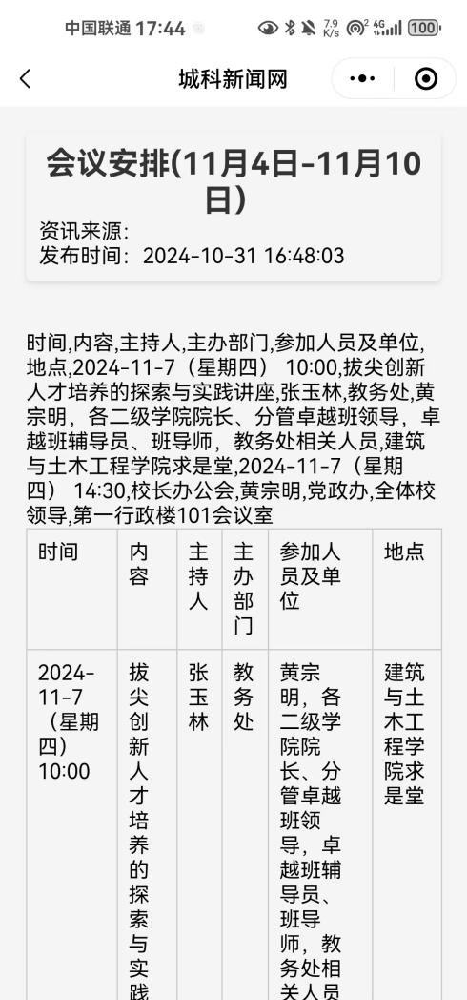 中国联通 17:44
7.9 K/s 2 4G 100
城科新闻网
会议安排(11月4日-11月10
日)
资讯来源：
发布时间：2024-10-31 16:48:03
时间,内容,主持人,主办部门,参加人员及单位,
地点,2024-11-7（星期四） 10:00,拔尖创新
人才培养的探索与实践讲座,张玉林,教务处,黄
宗明，各二级学院院长、分管卓越班领导，卓
越班辅导员、班导师，教务处相关人员,建筑
与土木工程学院求是堂,2024-11-7（星期
四） 14:30,校长办公会,黄宗明,党政办,全体校
领导,第一行政楼101会议室
时间
内
容
主
持
人
主
办
部
门
参加人
员及单
位
地点
2024-
11-7
（星期
四）
10:00
拔
尖
创
新
人
才
培
养
的
探
索
与
实
践
张
玉
林
教
务
处
黄宗
明，各
二级学
院院
长、分
管卓越
班领
导，卓
越班辅
导员、
班导
师，教
务处相
关人员
建筑
与土
木工
程学
院求
是堂